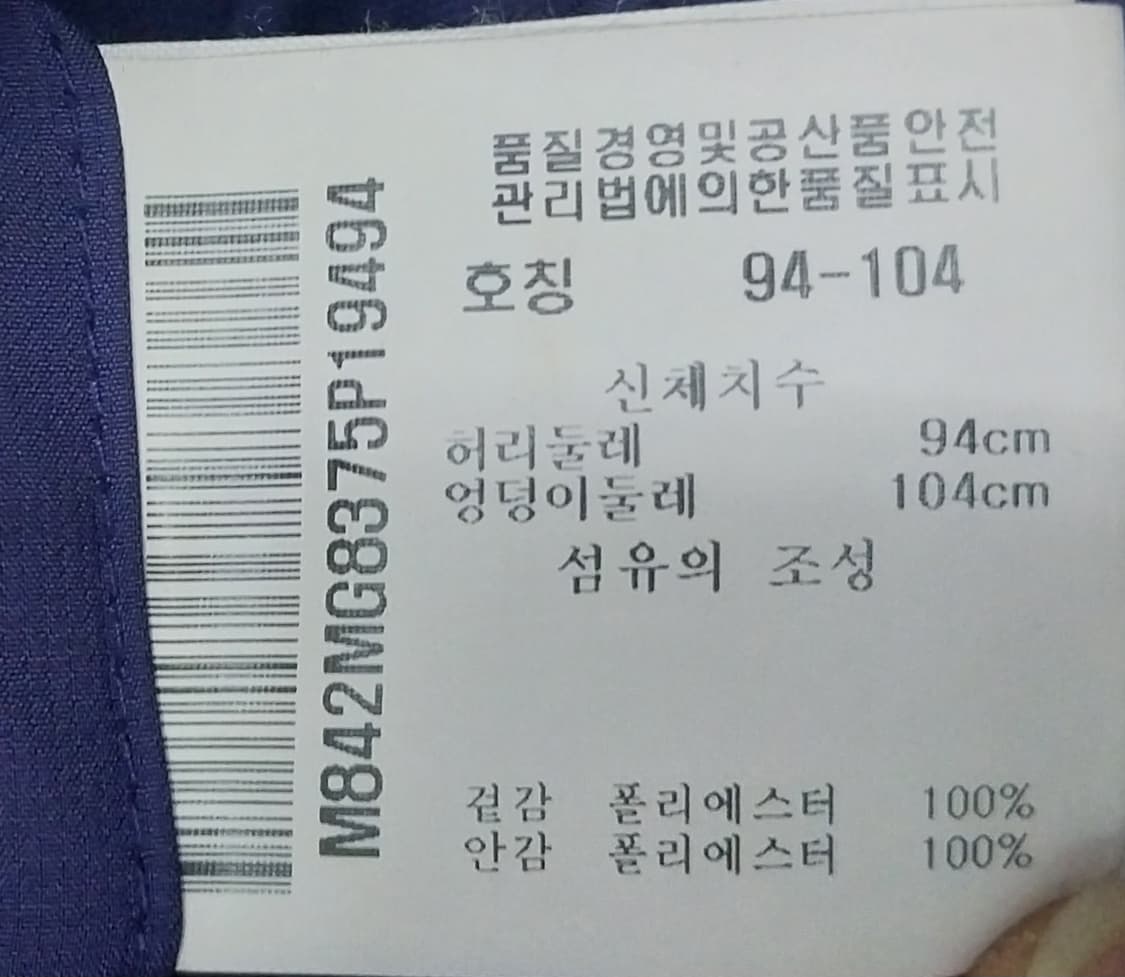 품질경영및공산품안전
관리법에의한품질표시
호칭 94-104
신체치수
허리둘레 94cm
엉덩이둘레 104cm
섬유의 조성
겉감 폴리에스터 100%
안감 폴리에스터 100%
M842MG8375P19494